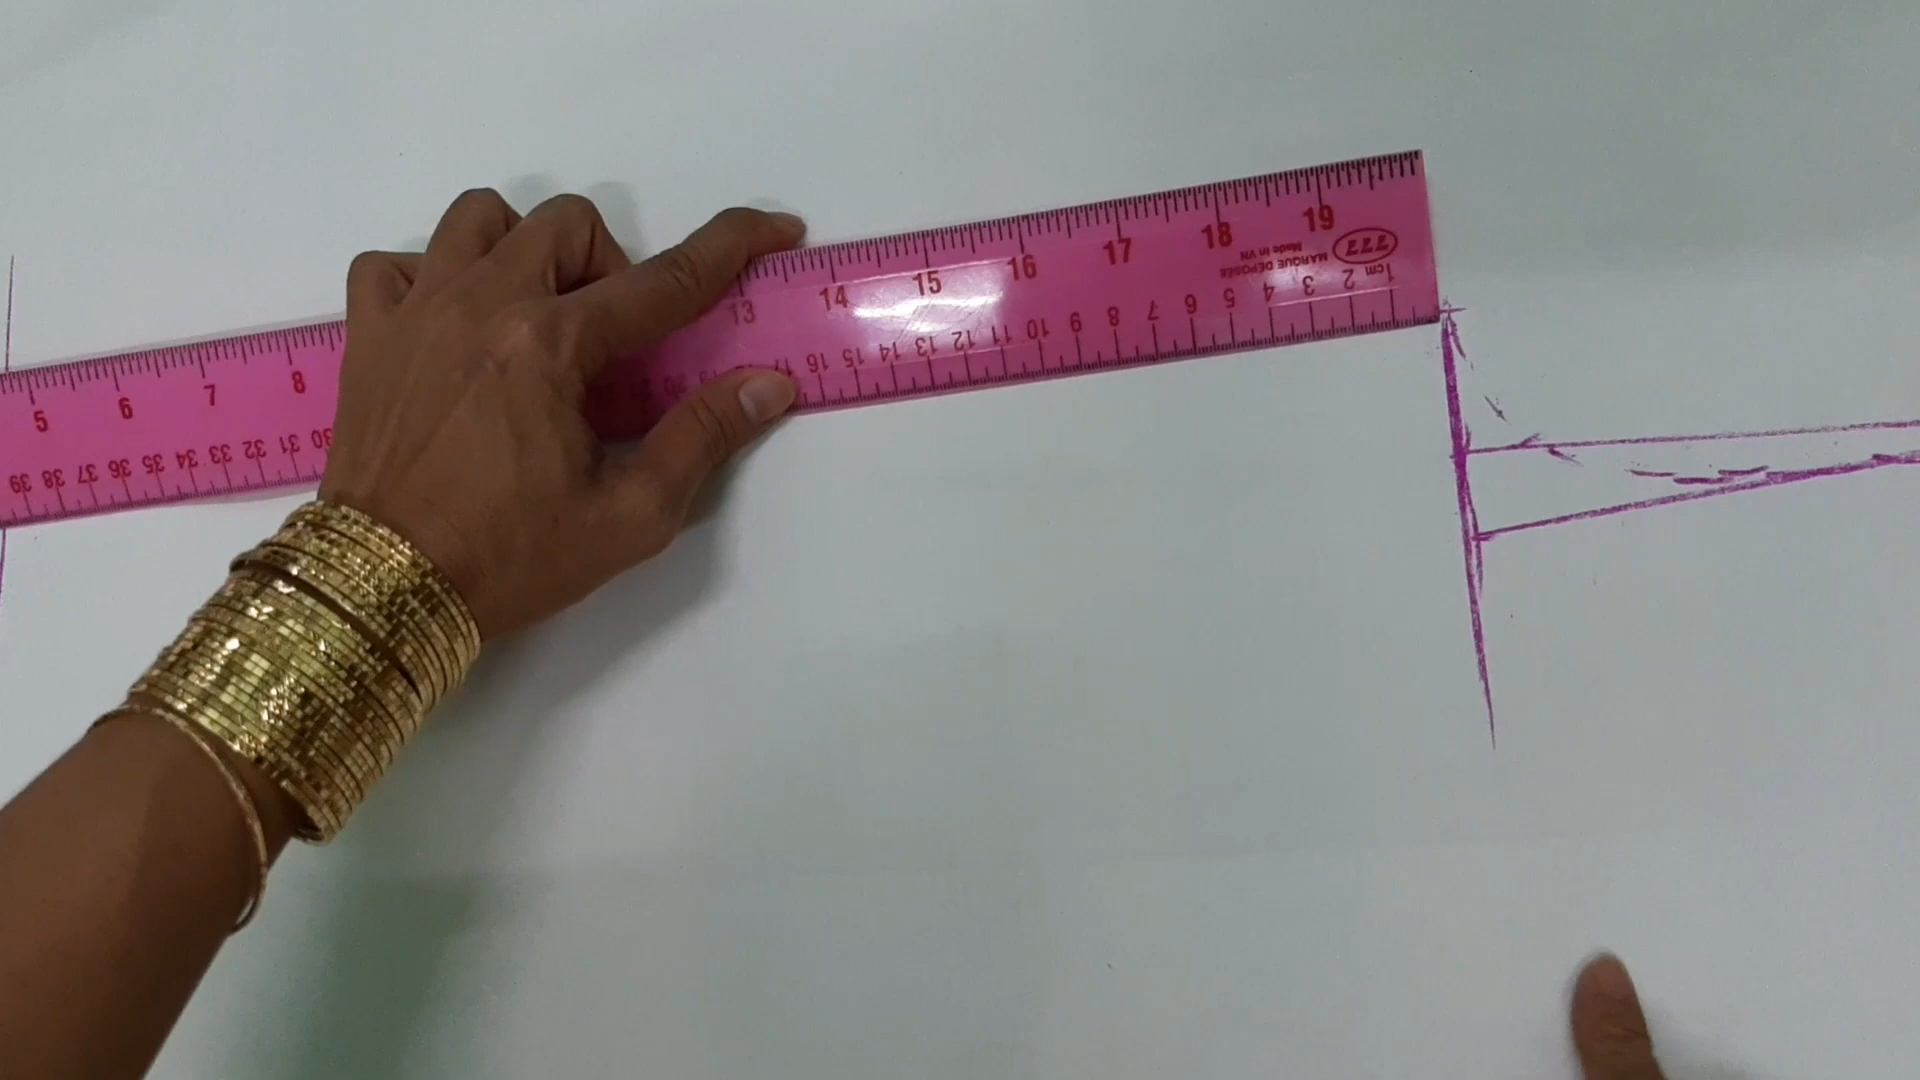 5 6 7 8 13 14 15 16 17 18 19
777
MARQUE DEPOSÉE
Made in VN
1cm 2 3 4 5 6 7 8 9 10 11 12 13 14 15 16 17 30 31 32 33 34 35 36 37 38 39